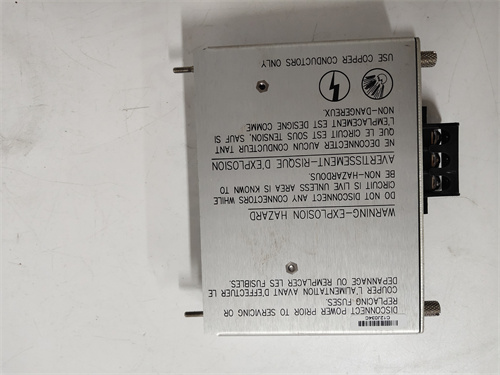 C12J034C
DISCONNECT POWER PRIOR TO SERVICING OR
REPLACING FUSES.
COUPER L'ALIMENTATION AVANT D'EFFECTUER LE
DEPANNAGE OU REMPLACER LES FUSIBLES.
WARNING-EXPLOSION HAZARD
DO NOT DISCONNECT ANY CONNECTORS WHILE
CIRCUIT IS LIVE UNLESS AREA IS KNOWN TO
BE NON-HAZARDOUS.
AVERTISSEMENT-RISQUE D'EXPLOSION
NE DECONNECTER AUCUN CONDUCTEUR TANT
QUE LE CIRCUIT EST SOUS TENSION, SAUF SI
L'EMPLACEMENT EST DESIGNE COMME
NON-DANGEREUX.
USE COPPER CONDUCTORS ONLY